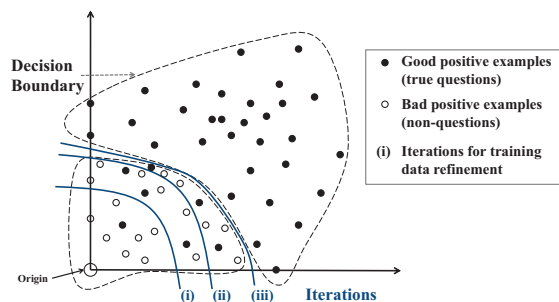 Decision
Boundary
Good positive examples
(true questions)
Bad positive examples
(non-questions)
(i) Iterations for training
data refinement
Origin
(i) (ii) (iii) Iterations